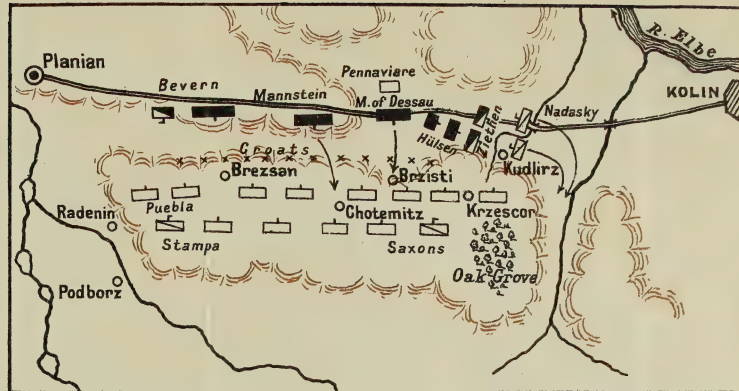 R. Elbe
Planian
KOLIN
Pennaviare
Bevern
Mannstein
M. of Dessau
Nadasky
Hülsen
Ziethen
Croats
Kudlirz
Brezsan
Brzisti
Puebla
Chotemitz
Krzescor
Radenin
Stampa
Saxons
Oak Grove
Podborz